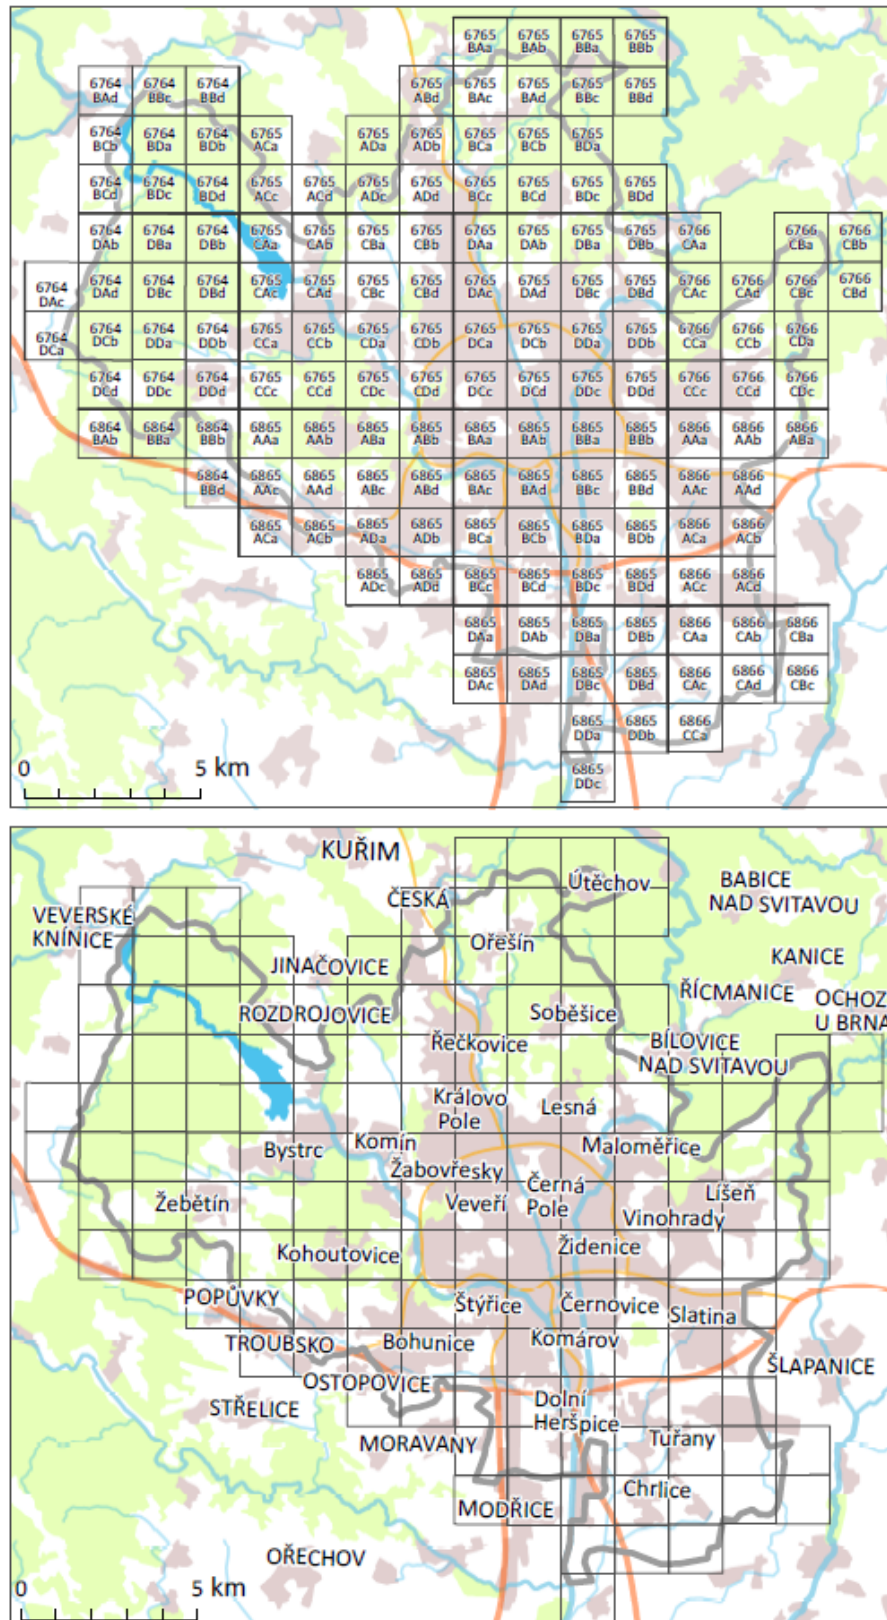 6765 6765 6765 6765
BAa BAb BBa BBb
6764 6764 6764 6765 6765 6765 6765 6765
BAd BBc BBd ABd BAc BAd BBc BBd
6764 6764 6764 6765 6765 6765 6765 6765 6765
BCb BDa BDb ACa ADa ADb BCa BCb BDa
6764 6764 6764 6765 6765 6765 6765 6765 6765 6765 6765
BCd BDc BDd ACc ACd ADc ADd BCc BCd BDc BDd
6764 6764 6764 6765 6765 6765 6765 6765 6765 6765 6765 6766 6766 6766
DAb DBa DBb CAa CAb CBa CBb DAa DAb DBa DBb CAa CBa CBb
6764 6764 6764 6764 6765 6765 6765 6765 6765 6765 6765 6765 6766 6766 6766 6766
DAc DAd DBc DBd CAc CAd CBc CBd DAc DAd DBc DBd CAc CAd CBc CBd
6764 6764 6764 6764 6765 6765 6765 6765 6765 6765 6765 6765 6766 6766 6766
DCa DCb DDa DDb CCa CCb CDa CDb DCa DCb DDa DDb CCa CCb CDa
6764 6764 6764 6765 6765 6765 6765 6765 6765 6765 6765 6766 6766 6766
DCd DDc DDd CCc CCd CDc CDd DCc DCd DDc DDd CCc CCd CDc
6864 6864 6864 6865 6865 6865 6865 6865 6865 6865 6865 6866 6866 6866
BAb BBa BBb AAa AAb ABa ABb BAa BAb BBa BBb AAa AAb ABa
6864 6865 6865 6865 6865 6865 6865 6865 6865 6866 6866
BBd AAc AAd ABc ABd BAc BAd BBc BBd AAc AAd
6865 6865 6865 6865 6865 6865 6865 6865 6866 6866
ACa ACb ADa ADb BCa BCb BDa BDb ACa ACb
6865 6865 6865 6865 6865 6865 6866 6866
ADc ADd BCc BCd BDc BDd ACc ACd
6865 6865 6865 6865 6866 6866 6866
DAa DAb DBa DBb CAa CAb CBa
6865 6865 6865 6865 6866 6866 6866
DAc DAd DBc DBd CAc CAd CBc
6865 6865 6866
DDa DDb CCa
6865
DDc
0 5 km
KUŘIM
ČESKÁ
Útěchov
BABICE
NAD SVITAVOU
VEVERSKÉ
KNÍNICE
Ořešín
KANICE
JINAČOVICE
ŘÍCMANICE
OCHOZ
U BRNA
ROZDROJOVICE
Soběšice
Řečkovice
BÍLOVICE
NAD SVITAVOU
Královo
Pole
Lesná
Bystrc
Komín
Maloměřice
Žabovřesky
Žebětín
Veveří
Černá
Pole
Líšeň
Vinohrady
Kohoutovice
Židenice
POPŮVKY
Štýřice
Černovice
Slatina
TROUBSKO
Bohunice
Komárov
ŠLAPANICE
OSTOPOVICE
STŘELICE
Dolní
Heršpice
MORAVANY
Tuřany
MODŘICE
Chrlice
OŘECHOV
0 5 km